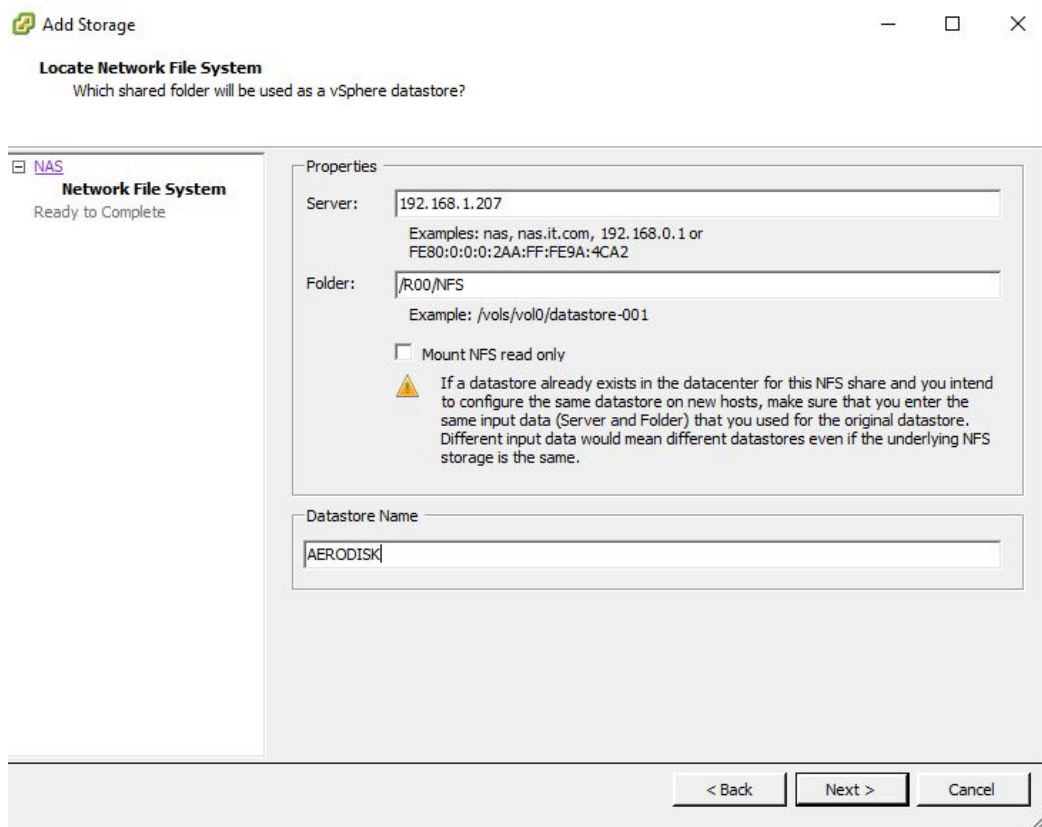 Add Storage
Locate Network File System
Which shared folder will be used as a vSphere datastore?
NAS
Network File System
Ready to Complete
Properties
Server:
192.168.1.207
Examples: nas, nas.it.com, 192.168.0.1 or
FE80:0:0:0:2AA:FF:FE9A:4CA2
Folder:
/R00/NFS
Example: /vols/vol0/datastore-001
Mount NFS read only
If a datastore already exists in the datacenter for this NFS share and you intend
to configure the same datastore on new hosts, make sure that you enter the
same input data (Server and Folder) that you used for the original datastore.
Different input data would mean different datastores even if the underlying NFS
storage is the same.
Datastore Name
AERODISK
< Back
Next >
Cancel